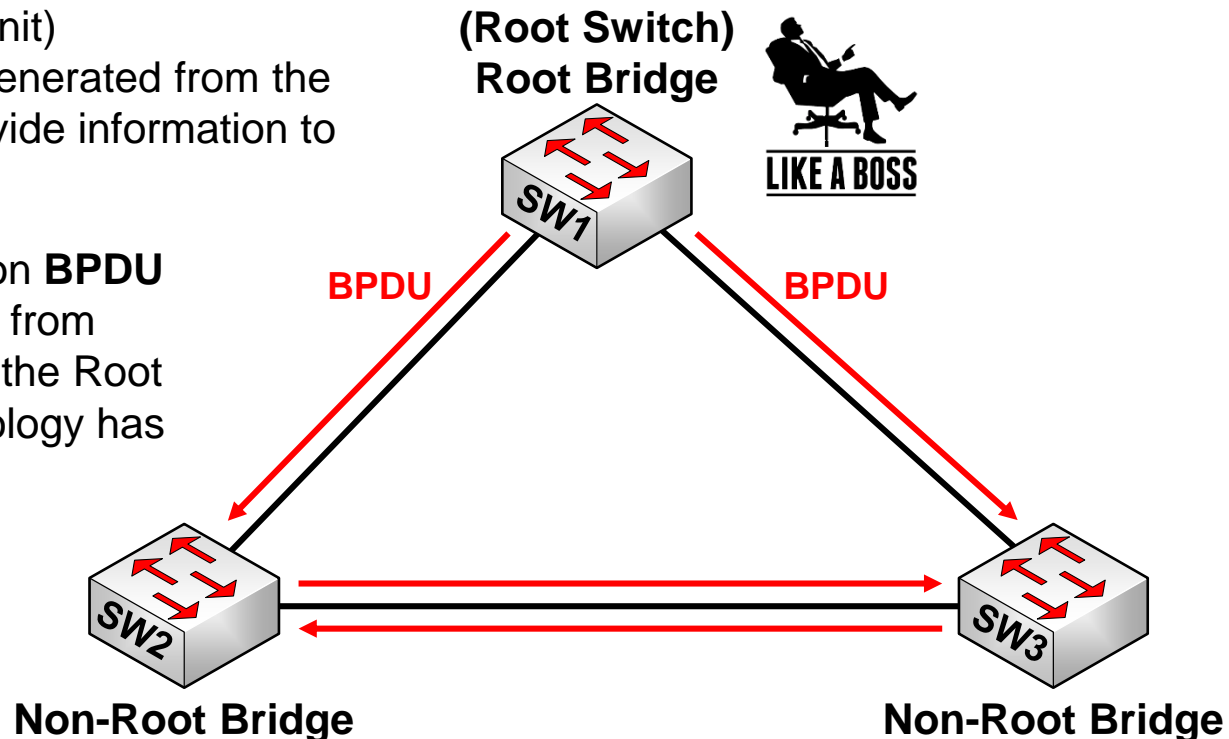 nit)
enerated from the
vide information to
on BPDU
from
the Root
ology has
(Root Switch)
Root Bridge
LIKE A BOSS
SW1
BPDU
BPDU
SW2
SW3
Non-Root Bridge
Non-Root Bridge